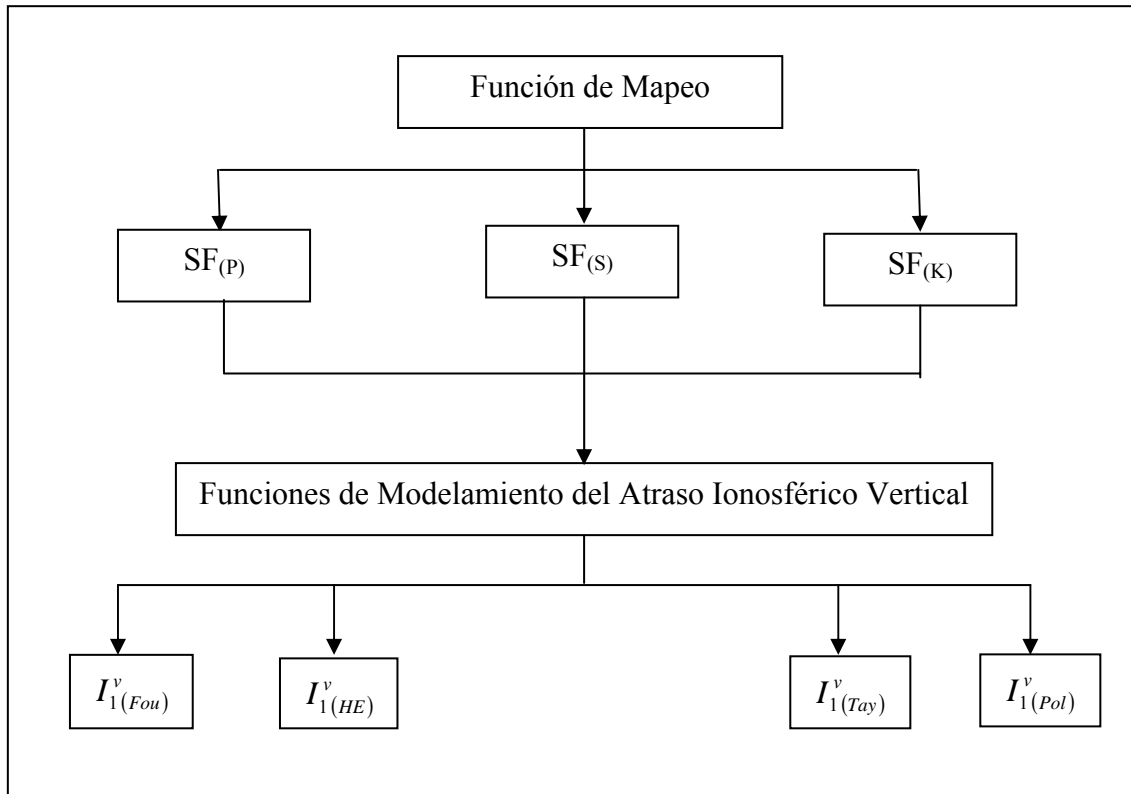 Función de Mapeo
SF(P)
SF(S)
SF(K)
Funciones de Modelamiento del Atraso Ionosférico Vertical
I^v_1(Fou)
I^v_1(HE)
I^v_1(Tay)
I^v_1(Pol)